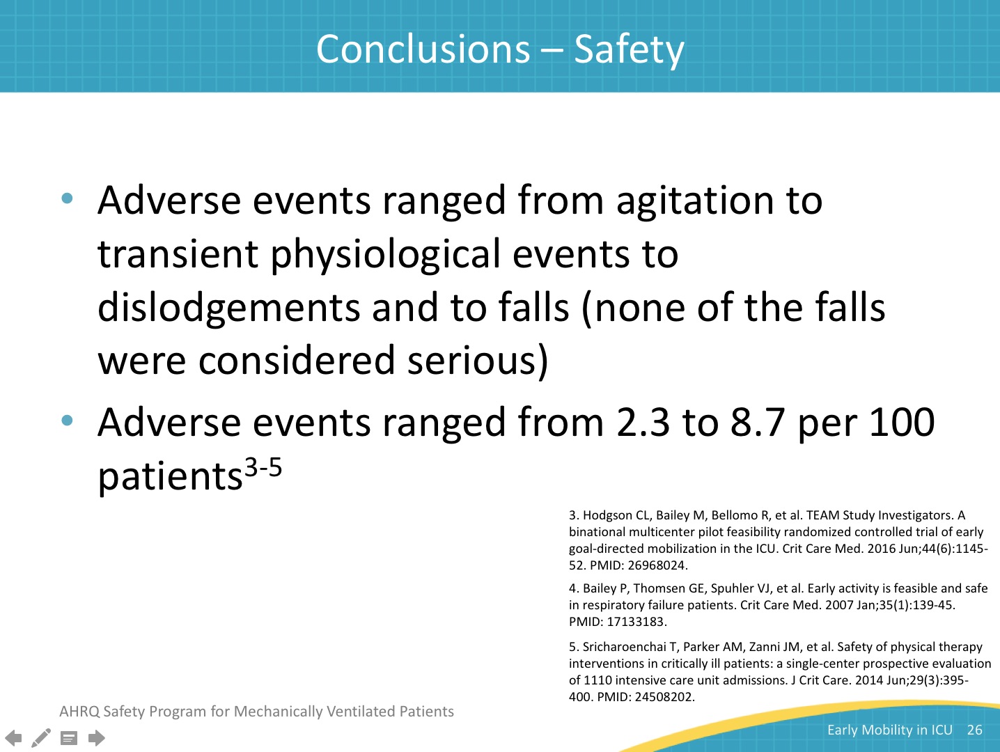 Conclusions – Safety
• Adverse events ranged from agitation to
transient physiological events to
dislodgements and to falls (none of the falls
were considered serious)
• Adverse events ranged from 2.3 to 8.7 per 100
patients3-5
3. Hodgson CL, Bailey M, Bellomo R, et al. TEAM Study Investigators. A
binational multicenter pilot feasibility randomized controlled trial of early
goal-directed mobilization in the ICU. Crit Care Med. 2016 Jun;44(6):1145-
52. PMID: 26968024.
4. Bailey P, Thomsen GE, Spuhler VJ, et al. Early activity is feasible and safe
in respiratory failure patients. Crit Care Med. 2007 Jan;35(1):139-45.
PMID: 17133183.
5. Sricharoenchai T, Parker AM, Zanni JM, et al. Safety of physical therapy
interventions in critically ill patients: a single-center prospective evaluation
of 1110 intensive care unit admissions. J Crit Care. 2014 Jun;29(3):395-
400. PMID: 24508202.
AHRQ Safety Program for Mechanically Ventilated Patients
Early Mobility in ICU 26